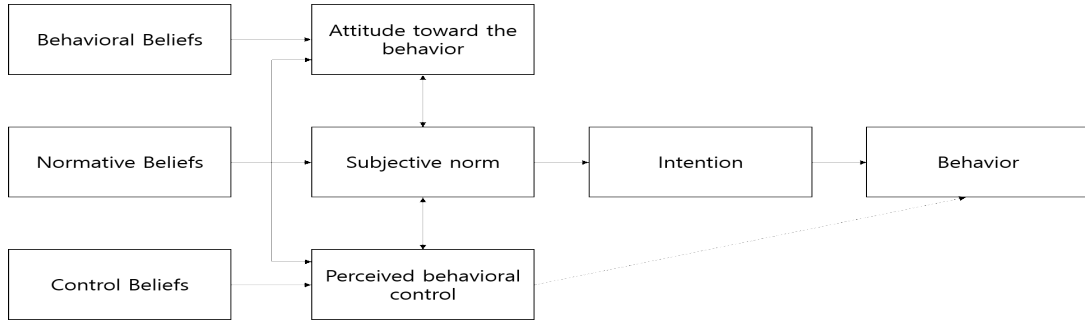 Behavioral Beliefs
Attitude toward the
behavior
Normative Beliefs
Subjective norm
Intention
Behavior
Control Beliefs
Perceived behavioral
control